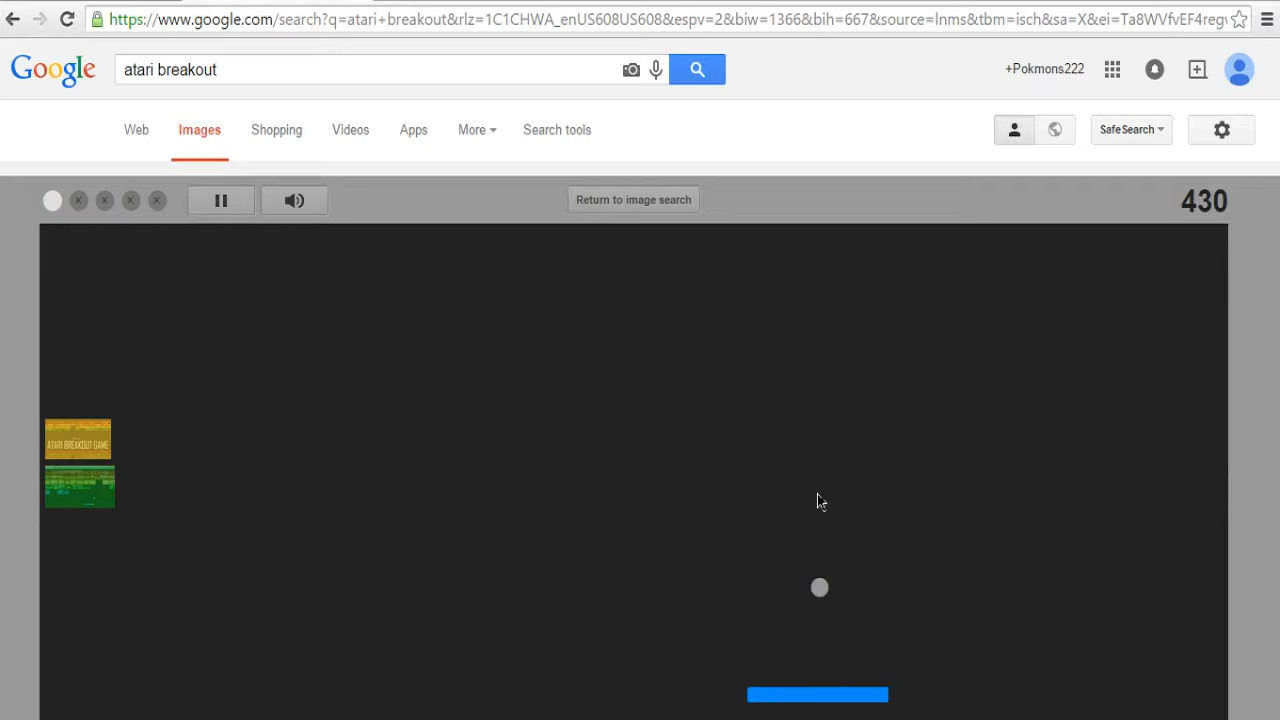 https://www.google.com/search?q=atari+breakout&rlz=1C1CHWA_enUS608US608&espv=2&biw=1366&bih=667&source=lnms&tbm=isch&sa=X&ei=Ta8WVfvEF4reg
Google atari breakout +Pokmons222
Web Images Shopping Videos Apps More Search tools SafeSearch
Return to image search 430
ATARI BREAKOUT GAME